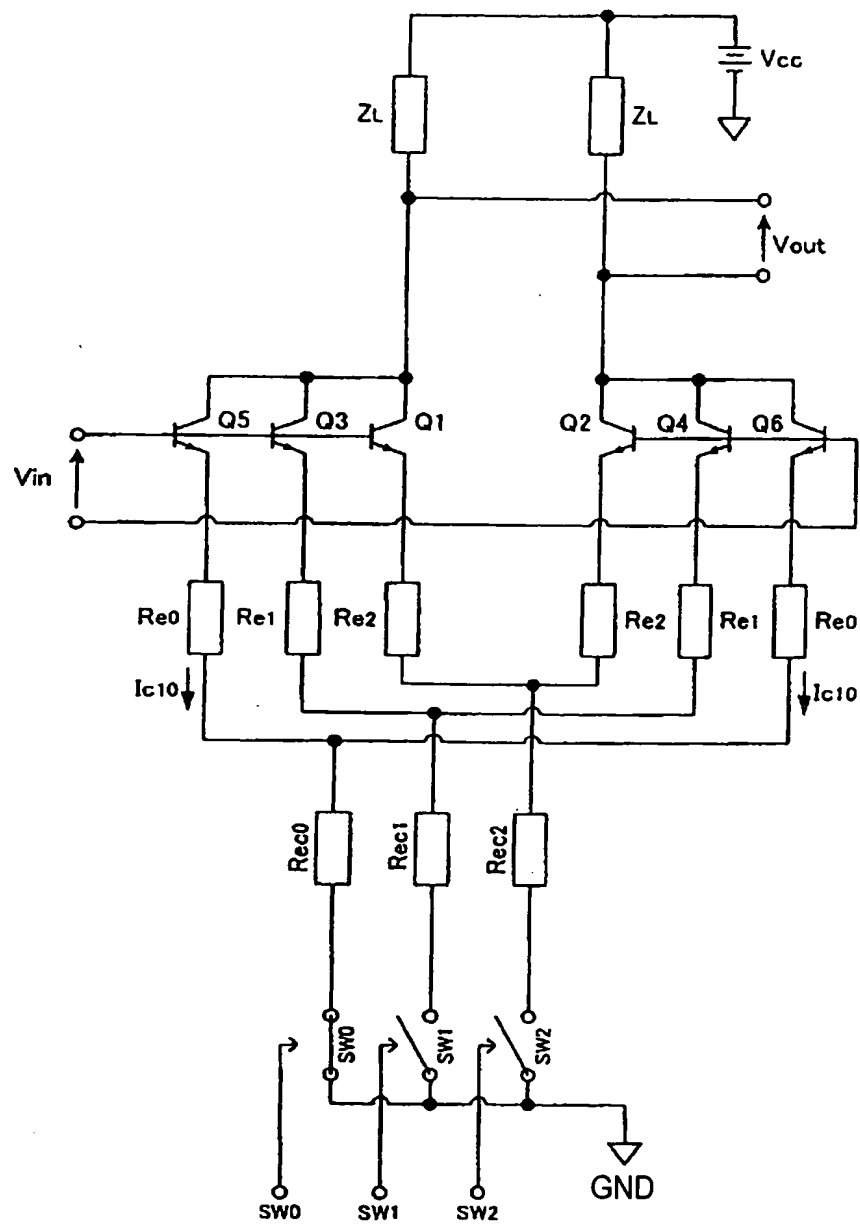 Vcc
ZL
ZL
Vout
Q5
Q3
Q1
Q2
Q4
Q6
Vin
Re0
Re1
Re2
Re2
Re1
Re0
Ic10
Ic10
Rec0
Rec1
Rec2
SW0
SW1
SW2
GND
SW0
SW1
SW2